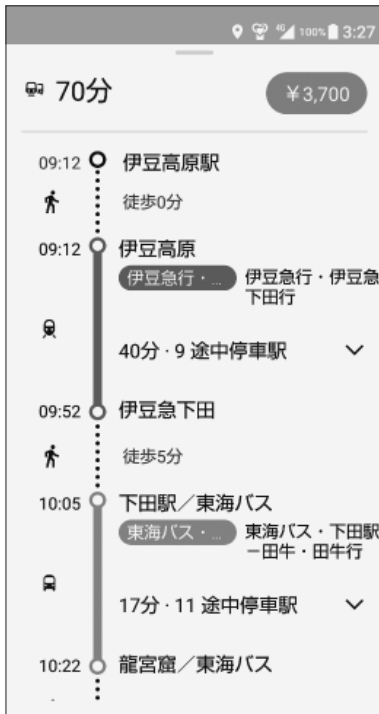 4G 100% 3:27
70分 ¥3,700
09:12 伊豆高原駅
徒歩0分
09:12 伊豆高原
伊豆急行・... 伊豆急行・伊豆急
下田行
40分・9 途中停車駅
09:52 伊豆急下田
徒歩5分
10:05 下田駅／東海バス
東海バス・... 東海バス・下田駅
－田牛・田牛行
17分・11 途中停車駅
10:22 龍宮窟／東海バス